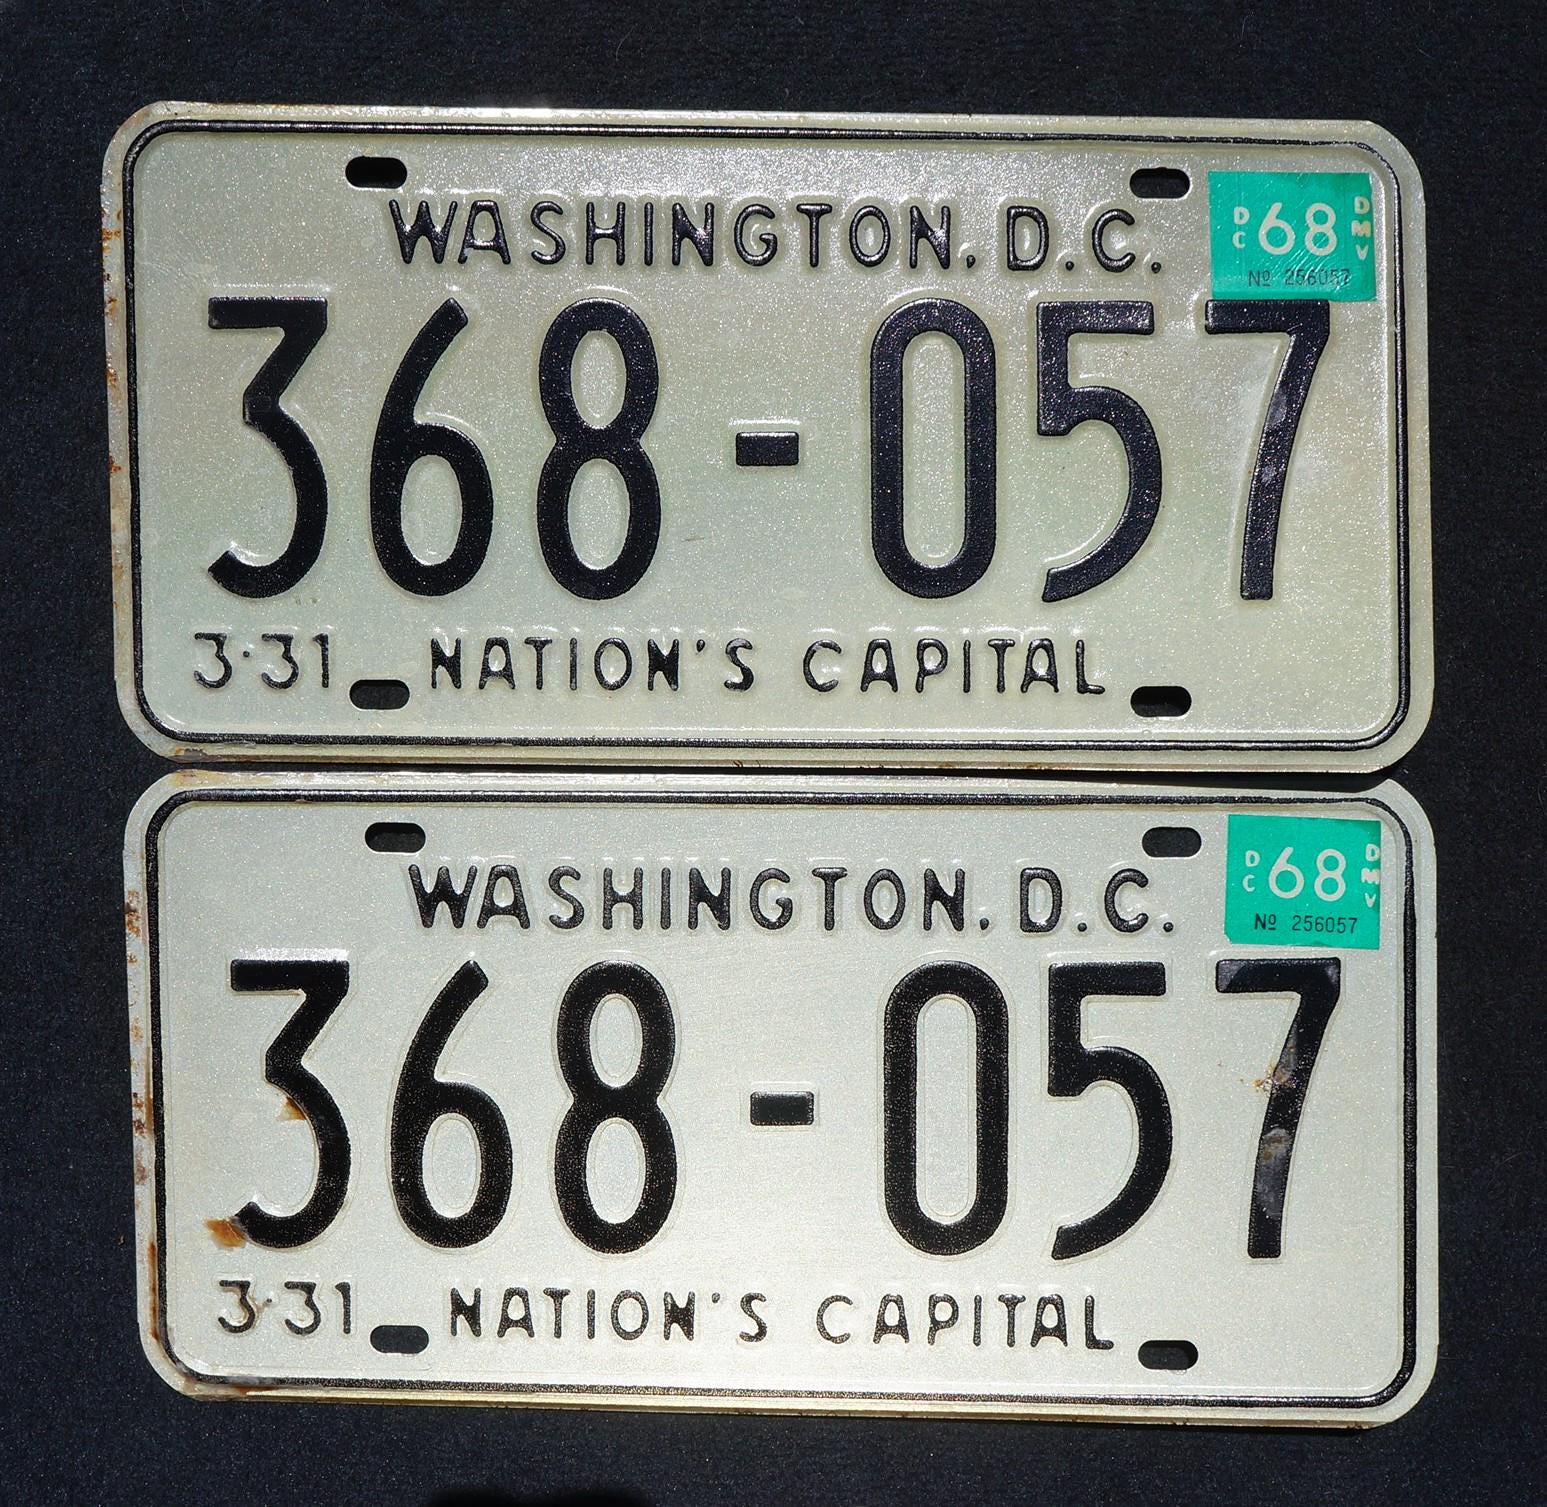 WASHINGTON, D.C.
DC 68 DMV
Nº 256057
368-057
3·31 NATION'S CAPITAL
WASHINGTON, D.C.
DC 68 DMV
Nº 256057
368-057
3·31 NATION'S CAPITAL